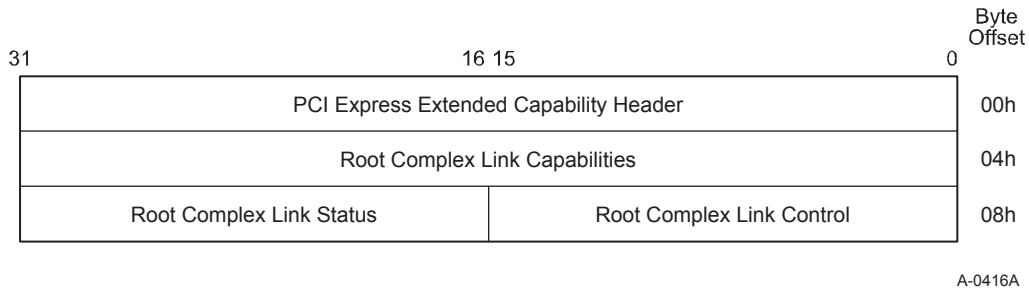 Byte
Offset
31 16 15 0
PCI Express Extended Capability Header 00h
Root Complex Link Capabilities 04h
Root Complex Link Status Root Complex Link Control 08h
A-0416A